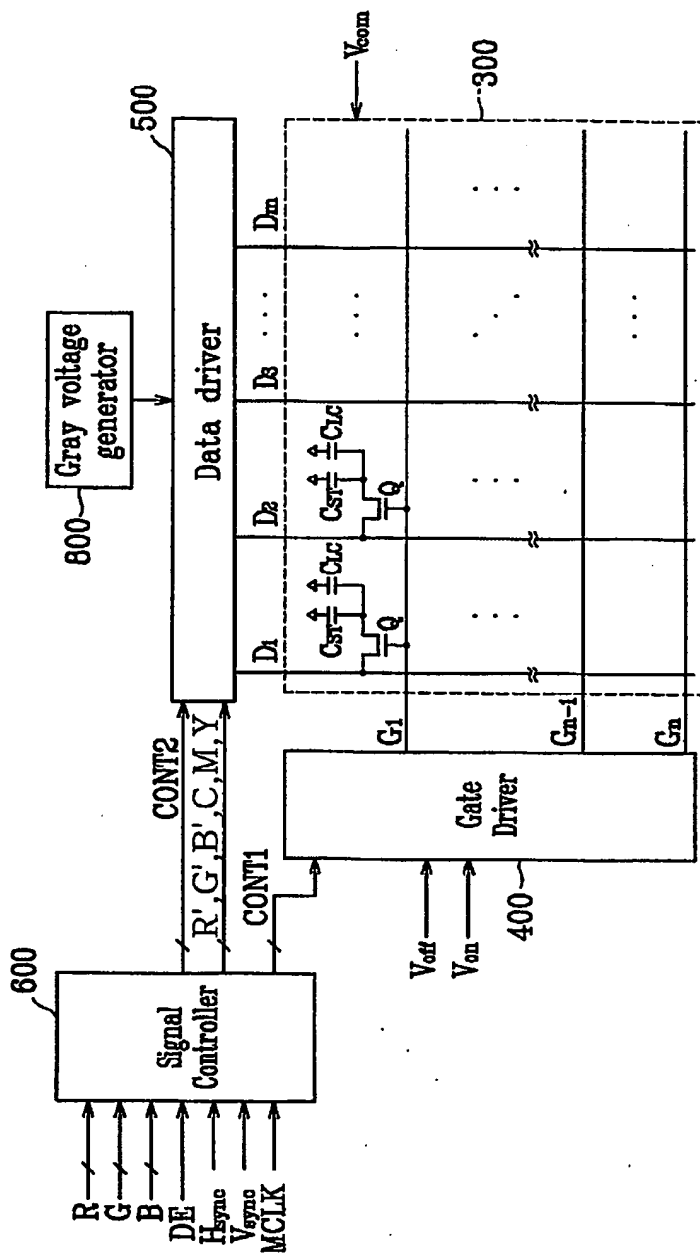 800
Gray voltage
generator
500
Data driver
600
Signal
Controller
R
G
B
DE
Hsync
Vsync
MCLK
CONT2
R',G',B',C,M,Y
CONT1
D1
D2
D3
Dm
CST
CLC
Q
CST
CLC
Q
Vcom
300
Gate
Driver
400
Voff
Von
G1
Gn-1
Gn